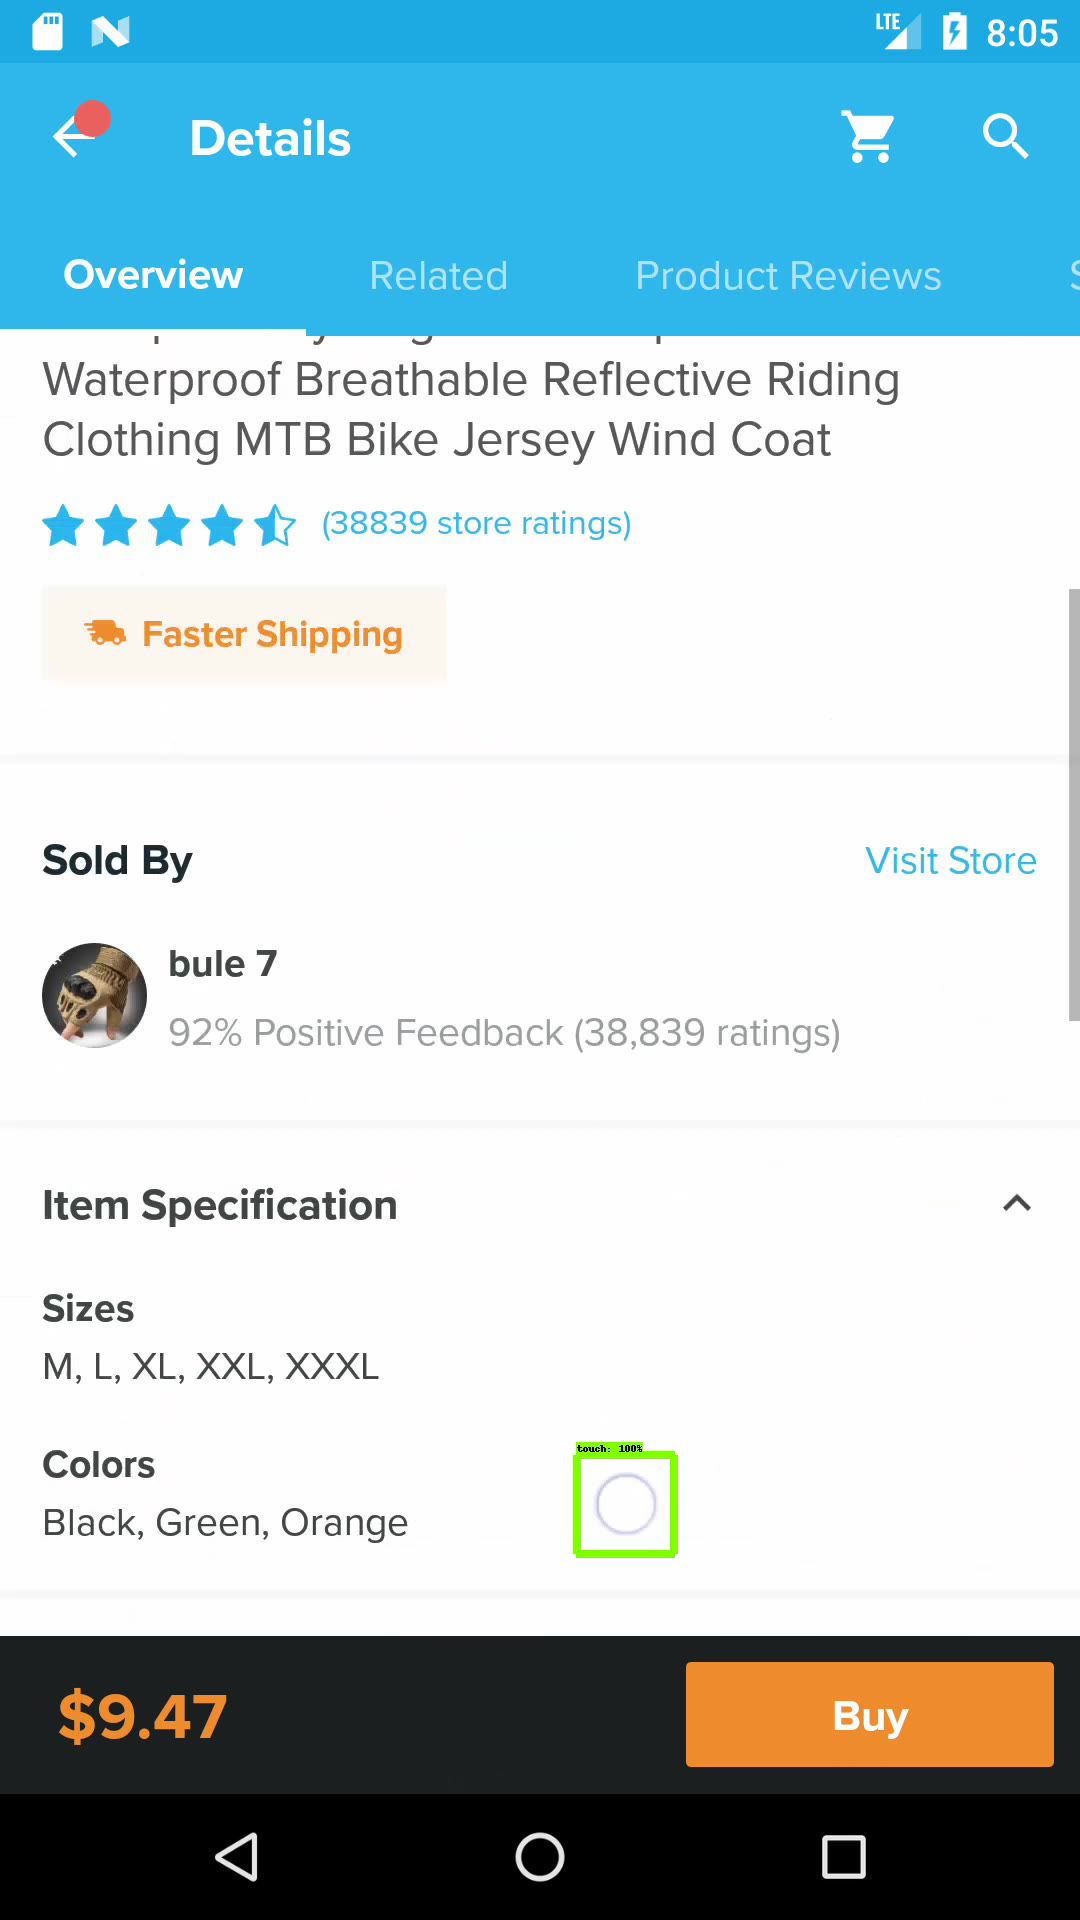 LTE 8:05
Details
Overview Related Product Reviews
Waterproof Breathable Reflective Riding
Clothing MTB Bike Jersey Wind Coat
(38839 store ratings)
Faster Shipping
Sold By Visit Store
bule 7
92% Positive Feedback (38,839 ratings)
Item Specification
Sizes
M, L, XL, XXL, XXXL
Colors
touch: 100%
Black, Green, Orange
$9.47 Buy